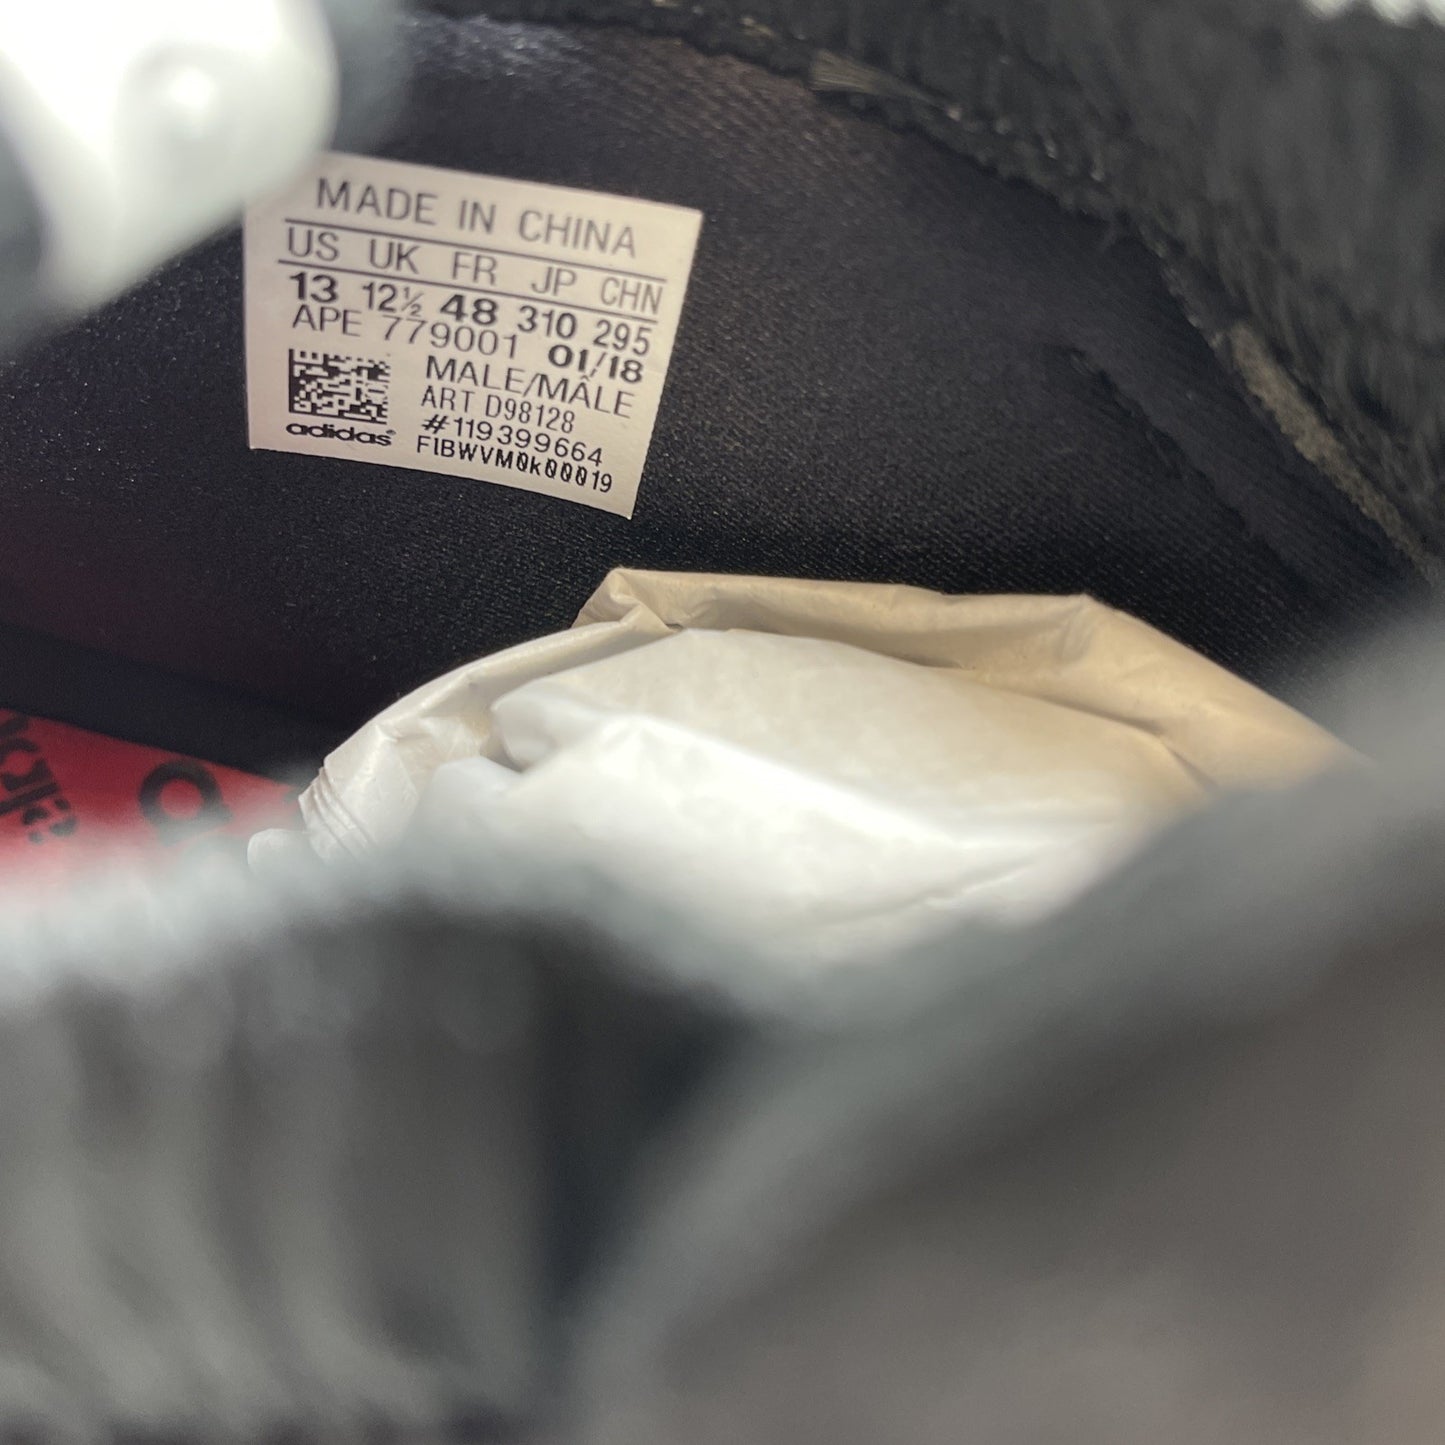 MADE IN CHINA
US UK FR JP CHN
13 12½ 48 310 295
APE 779001 01/18
MALE/MÂLE
ART D98128
#119399664
adidas®
F1BWVM0k00019